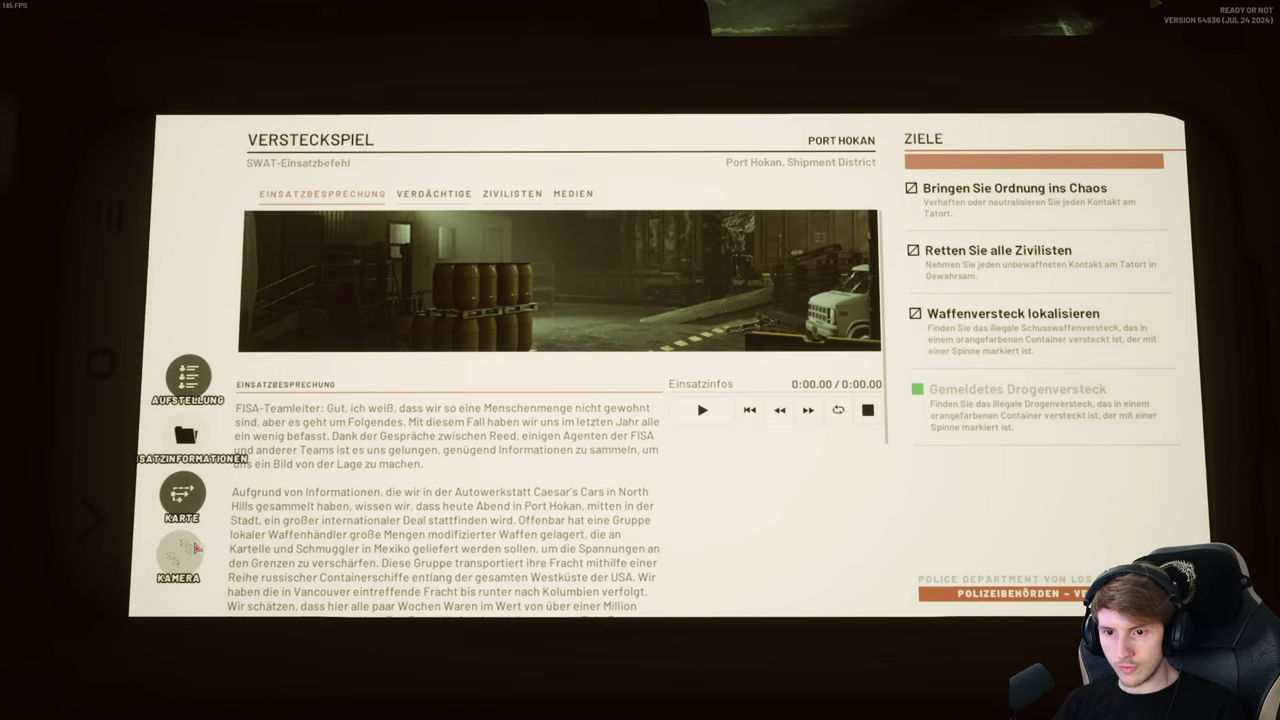 145 FPS
READY OR NOT
VERSION 54936 (JUL 24 2024)
VERSTECKSPIEL
PORT HOKAN
SWAT-Einsatzbefehl
Port Hokan, Shipment District
EINSATZBESPRECHUNG
VERDÄCHTIGE
ZIVILISTEN
MEDIEN
EINSATZBESPRECHUNG
Einsatzinfos
0:00.00 / 0:00.00
FISA-Teamleiter: Gut, ich weiß, dass wir so eine Menschenmenge nicht gewohnt
sind, aber es geht um Folgendes. Mit diesem Fall haben wir uns im letzten Jahr alle
ein wenig befasst. Dank der Gespräche zwischen Reed, einigen Agenten der FISA
und anderer Teams ist es uns gelungen, genügend Informationen zu sammeln, um
uns ein Bild von der Lage zu machen.
Aufgrund von Informationen, die wir in der Autowerkstatt Caesar's Cars in North
Hills gesammelt haben, wissen wir, dass heute Abend in Port Hokan, mitten in der
Stadt, ein großer internationaler Deal stattfinden wird. Offenbar hat eine Gruppe
lokaler Waffenhändler große Mengen modifizierter Waffen gelagert, die an
Kartelle und Schmuggler in Mexiko geliefert werden sollen, um die Spannungen an
den Grenzen zu verschärfen. Diese Gruppe transportiert ihre Fracht mithilfe einer
Reihe russischer Containerschiffe entlang der gesamten Westküste der USA. Wir
haben die in Vancouver eintreffende Fracht bis runter nach Kolumbien verfolgt.
Wir schätzen, dass hier alle paar Wochen Waren im Wert von über einer Million
AUFSTELLUNG
SATZINFORMATIONEN
KARTE
KAMERA
ZIELE
Bringen Sie Ordnung ins Chaos
Verhaften oder neutralisieren Sie jeden Kontakt am
Tatort.
Retten Sie alle Zivilisten
Nehmen Sie jeden unbewaffneten Kontakt am Tatort in
Gewahrsam.
Waffenversteck lokalisieren
Finden Sie das illegale Schusswaffenversteck, das in
einem orangefarbenen Container versteckt ist, der mit
einer Spinne markiert ist.
Gemeldetes Drogenversteck
Finden Sie das illegale Drogenversteck, das in einem
orangefarbenen Container versteckt ist, der mit einer
Spinne markiert ist.
POLICE DEPARTMENT VON LOS
POLIZEIBEHÖRDEN – VE